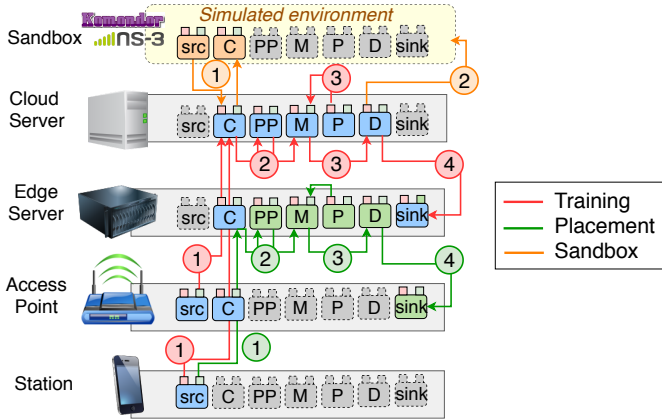 Simulated environment
Komondor
NS-3
Sandbox
src C PP M P D sink
1
3
2
Cloud
Server
src C PP M P D sink
2
3
4
Edge
Server
src C PP M P D sink
2
3
4
1
Access
Point
src C PP M P D sink
1
1
Station
src C PP M P D sink
Training
Placement
Sandbox